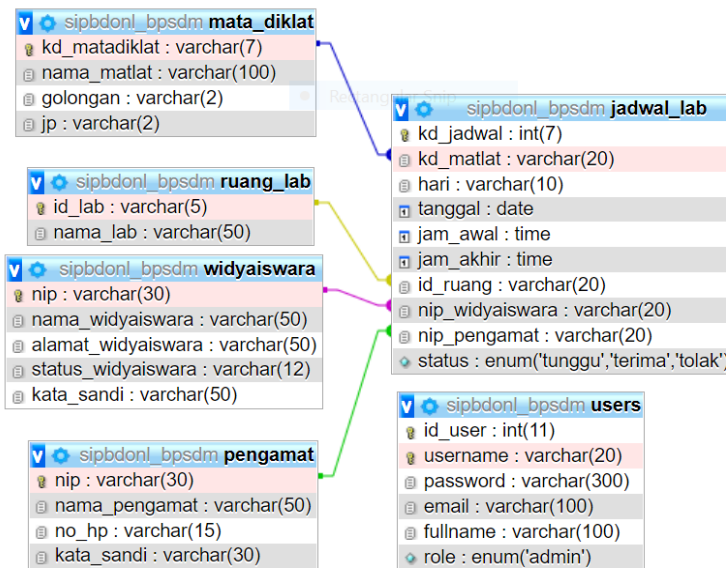 sipbdonl_bpsdm mata_diklat
kd_matadiklat : varchar(7)
nama_matlat : varchar(100)
golongan : varchar(2)
jp : varchar(2)
Rectangular Snip
sipbdonl_bpsdm jadwal_lab
kd_jadwal : int(7)
kd_matlat : varchar(20)
hari : varchar(10)
tanggal : date
jam_awal : time
jam_akhir : time
id_ruang : varchar(20)
nip_widyaiswara : varchar(20)
nip_pengamat : varchar(20)
status : enum('tunggu','terima','tolak')
sipbdonl_bpsdm ruang_lab
id_lab : varchar(5)
nama_lab : varchar(50)
sipbdonl_bpsdm widyaiswara
nip : varchar(30)
nama_widyaiswara : varchar(50)
alamat_widyaiswara : varchar(50)
status_widyaiswara : varchar(12)
kata_sandi : varchar(50)
sipbdonl_bpsdm pengamat
nip : varchar(30)
nama_pengamat : varchar(50)
no_hp : varchar(15)
kata_sandi : varchar(30)
sipbdonl_bpsdm users
id_user : int(11)
username : varchar(20)
password : varchar(300)
email : varchar(100)
fullname : varchar(100)
role : enum('admin')